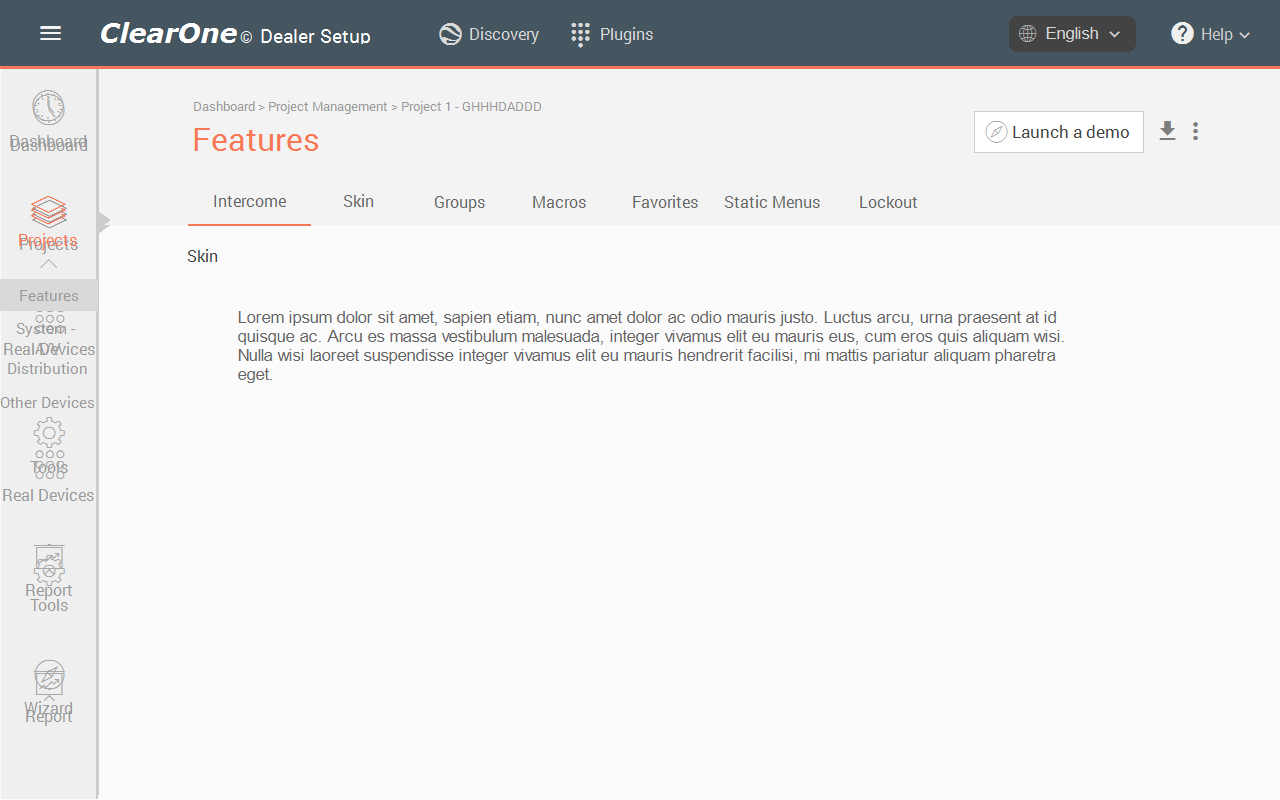 ClearOne© Dealer Setup
Discovery
Plugins
English
Help
Dashboard > Project Management > Project 1 - GHHHDADDD
Features
Launch a demo
Intercome
Skin
Groups
Macros
Favorites
Static Menus
Lockout
Dashboard
Dashboard
Projects
Projects
Features
System -
A/V
Real Devices
Distribution
Other Devices
Tools
Real Devices
Report
Tools
Wizard
Report
Skin
Lorem ipsum dolor sit amet, sapien etiam, nunc amet dolor ac odio mauris justo. Luctus arcu, urna praesent at id
quisque ac. Arcu es massa vestibulum malesuada, integer vivamus elit eu mauris eus, cum eros quis aliquam wisi.
Nulla wisi laoreet suspendisse integer vivamus elit eu mauris hendrerit facilisi, mi mattis pariatur aliquam pharetra
eget.